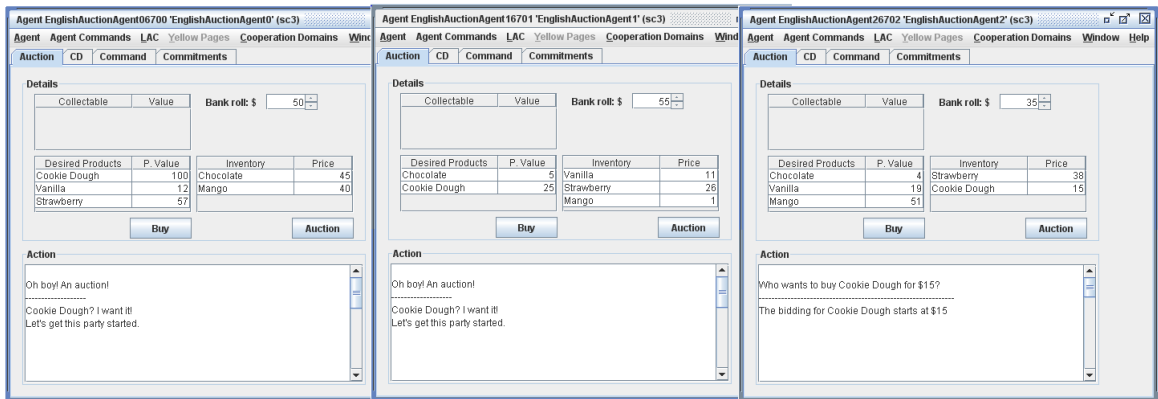 Agent EnglishAuctionAgent06700 'EnglishAuctionAgent0' (sc3)
Agent Agent Commands LAC Yellow Pages Cooperation Domains Winc
Auction CD Command Commitments
Details
Collectable Value Bank roll: $ 50
Desired Products P. Value Inventory Price
Cookie Dough 100 Chocolate 45
Vanilla 12 Mango 40
Strawberry 57
Buy Auction
Action
Oh boy! An auction!
--------------------
Cookie Dough? I want it!
Let's get this party started.
Agent EnglishAuctionAgent16701 'EnglishAuctionAgent1' (sc3)
Agent Agent Commands LAC Yellow Pages Cooperation Domains Wind
Auction CD Command Commitments
Details
Collectable Value Bank roll: $ 55
Desired Products P. Value Inventory Price
Chocolate 5 Vanilla 11
Cookie Dough 25 Strawberry 26
Mango 1
Buy Auction
Action
Oh boy! An auction!
--------------------
Cookie Dough? I want it!
Let's get this party started.
Agent EnglishAuctionAgent26702 'EnglishAuctionAgent2' (sc3)
Agent Agent Commands LAC Yellow Pages Cooperation Domains Window Help
Auction CD Command Commitments
Details
Collectable Value Bank roll: $ 35
Desired Products P. Value Inventory Price
Chocolate 4 Strawberry 38
Vanilla 19 Cookie Dough 15
Mango 51
Buy Auction
Action
Who wants to buy Cookie Dough for $15?
-----------------------------------------------------------------
The bidding for Cookie Dough starts at $15